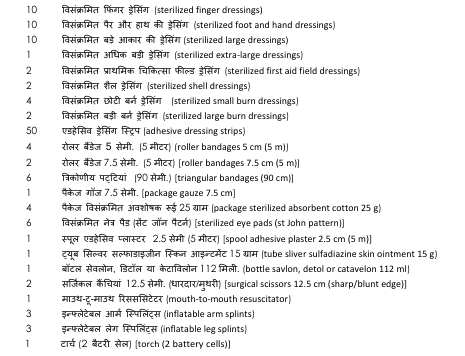 10 विसंक्रमित फिंगर ड्रेसिंग (sterilized finger dressings)
10 विसंक्रमित पैर और हाथ की ड्रेसिंग (sterilized foot and hand dressings)
10 विसंक्रमित बड़े आकार की ड्रेसिंग (sterilized large dressings)
1 विसंक्रमित अधिक बड़ी ड्रेसिंग (sterilized extra-large dressings)
2 विसंक्रमित प्राथमिक चिकित्सा फील्ड ड्रेसिंग (sterilized first aid field dressings)
2 विसंक्रमित शैल ड्रेसिंग (sterilized shell dressings)
4 विसंक्रमित छोटी बर्न ड्रेसिंग (sterilized small burn dressings)
2 विसंक्रमित बड़ी बर्न ड्रेसिंग (sterilized large burn dressings)
50 एडहेसिव ड्रेसिंग स्ट्रिप (adhesive dressing strips)
4 रोलर बैंडेज 5 सेमी. (5 मीटर) (roller bandages 5 cm (5 m))
2 रोलर बैंडेज 7.5 सेमी. (5 मीटर) [roller bandages 7.5 cm (5 m)]
6 त्रिकोणीय पट्टियां (90 सेमी.) [triangular bandages (90 cm)]
1 पैकेज गॉज 7.5 सेमी. [package gauze 7.5 cm]
4 पैकेज विसंक्रमित अवशोषक रूई 25 ग्राम (package sterilized absorbent cotton 25 g)
6 विसंक्रमित नेत्र पैड (सेंट जॉन पैटर्न) [sterilized eye pads (st John pattern)]
1 स्पूल एडहेसिव प्लास्टर 2.5 सेमी (5 मीटर) [spool adhesive plaster 2.5 cm (5 m)]
1 ट्यूब सिल्वर सल्फाडाइजीन स्किन आइन्टमेंट 15 ग्राम (tube sliver sulfadiazine skin ointment 15 g)
1 बॉटल सेवलोन, डिटॉल या केटाविलोन 112 मिली. (bottle savlon, detol or catavelon 112 ml)
2 सर्जिकल कैंचियां 12.5 सेमी. (धारदार/मुथरी) [surgical scissors 12.5 cm (sharp/blunt edge)]
1 माउथ-टू-माउथ रिसससिटेटर (mouth-to-mouth resuscitator)
3 इन्फ्लेटेबल आर्म स्पिलिंट्स (inflatable arm splints)
3 इन्फ्लेटेबल लेग स्पिलिंट्स (inflatable leg splints)
1 टार्च (2 बैटरी सेल) [torch (2 battery cells)]